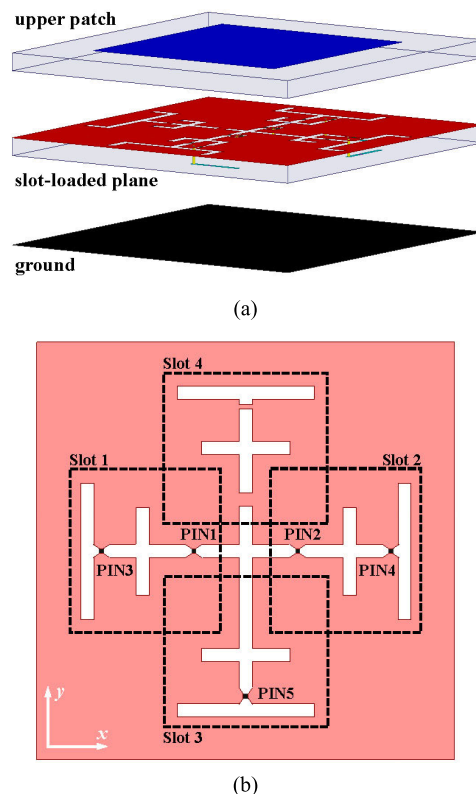 upper patch
slot-loaded plane
ground
(a)
Slot 4
Slot 1
Slot 2
PIN1
PIN2
PIN3
PIN4
PIN5
Slot 3
y
x
(b)